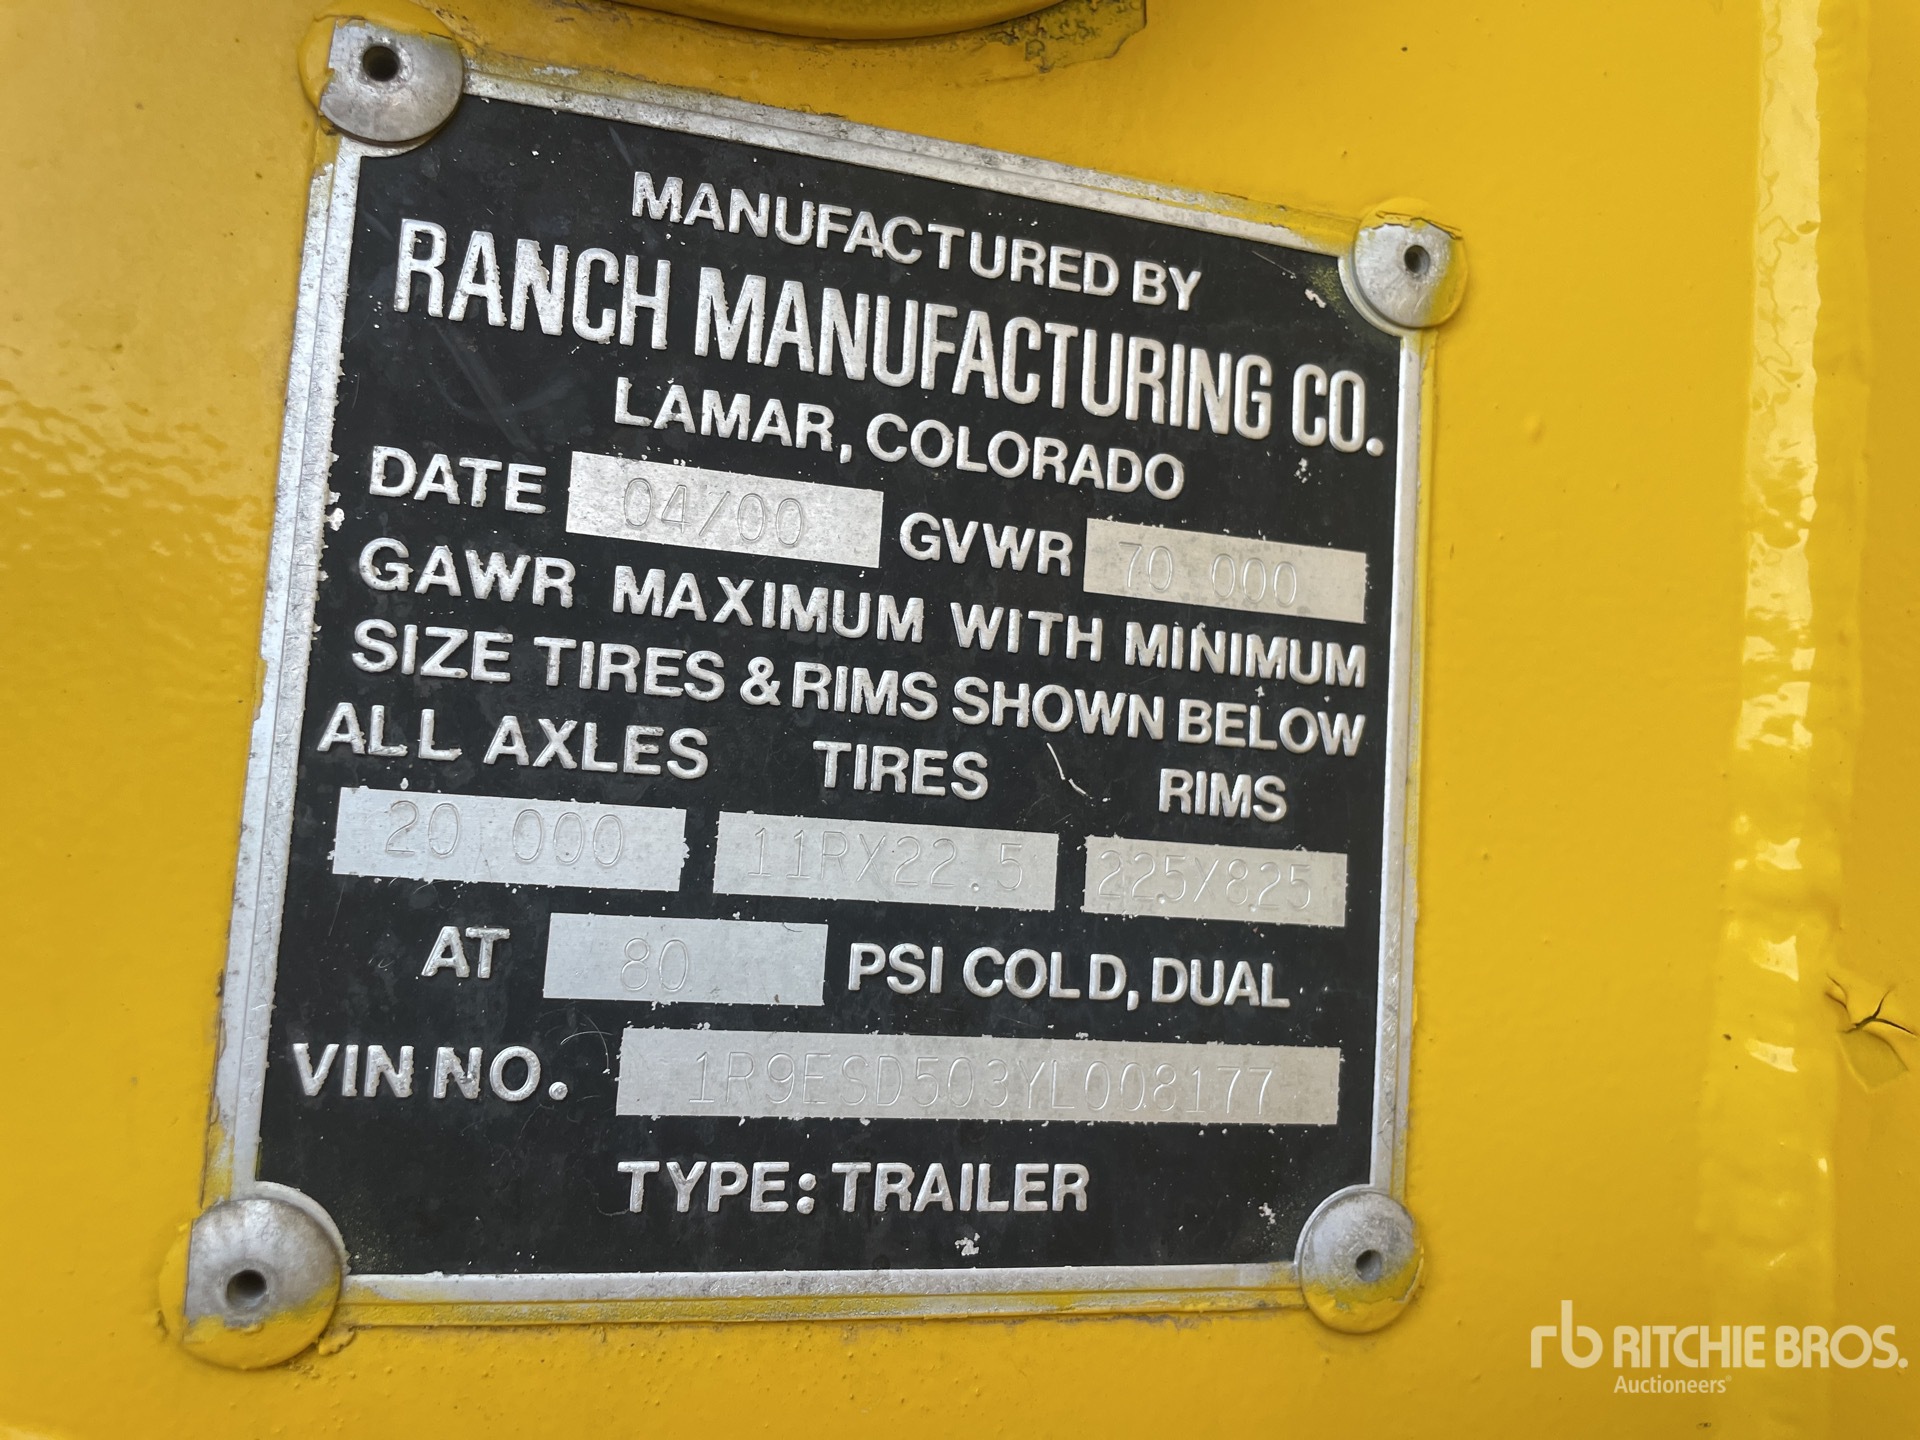 MANUFACTURED BY
RANCH MANUFACTURING CO.
LAMAR, COLORADO
DATE 04/00 GVWR 70 000
GAWR MAXIMUM WITH MINIMUM
SIZE TIRES & RIMS SHOWN BELOW
ALL AXLES TIRES RIMS
20 000 11RX22.5 225X825
AT 80 PSI COLD, DUAL
VIN NO. 1R9ESD503YL008177
TYPE: TRAILER
rb RITCHIE BROS.
Auctioneers